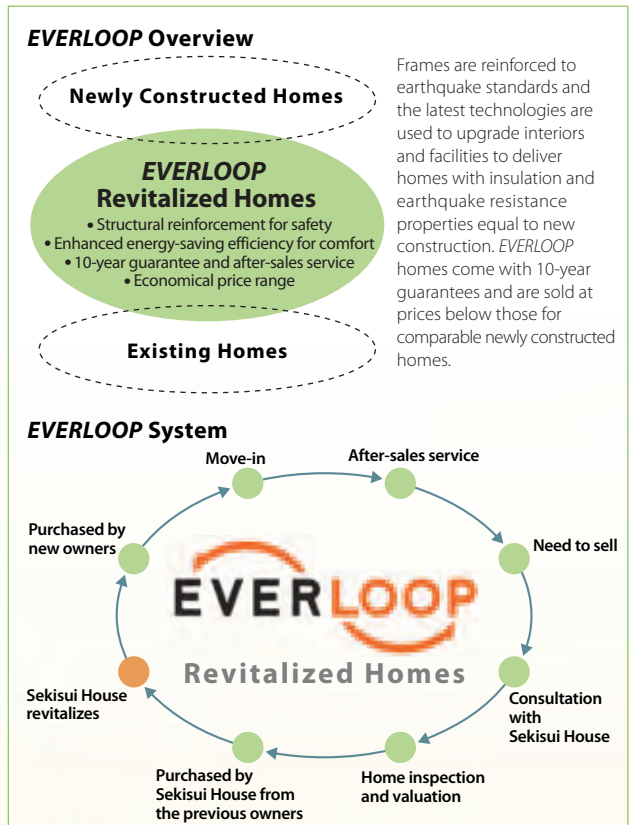 EVERLOOP Overview
Newly Constructed Homes
EVERLOOP
Revitalized Homes
• Structural reinforcement for safety
• Enhanced energy-saving efficiency for comfort
• 10-year guarantee and after-sales service
• Economical price range
Existing Homes
Frames are reinforced to
earthquake standards and
the latest technologies are
used to upgrade interiors
and facilities to deliver
homes with insulation and
earthquake resistance
properties equal to new
construction. EVERLOOP
homes come with 10-year
guarantees and are sold at
prices below those for
comparable newly constructed
homes.
EVERLOOP System
Move-in
After-sales service
Need to sell
Consultation
with
Sekisui House
Home inspection
and valuation
Purchased by
Sekisui House from
the previous owners
Sekisui House
revitalizes
Purchased by
new owners
EVERLOOP
Revitalized Homes